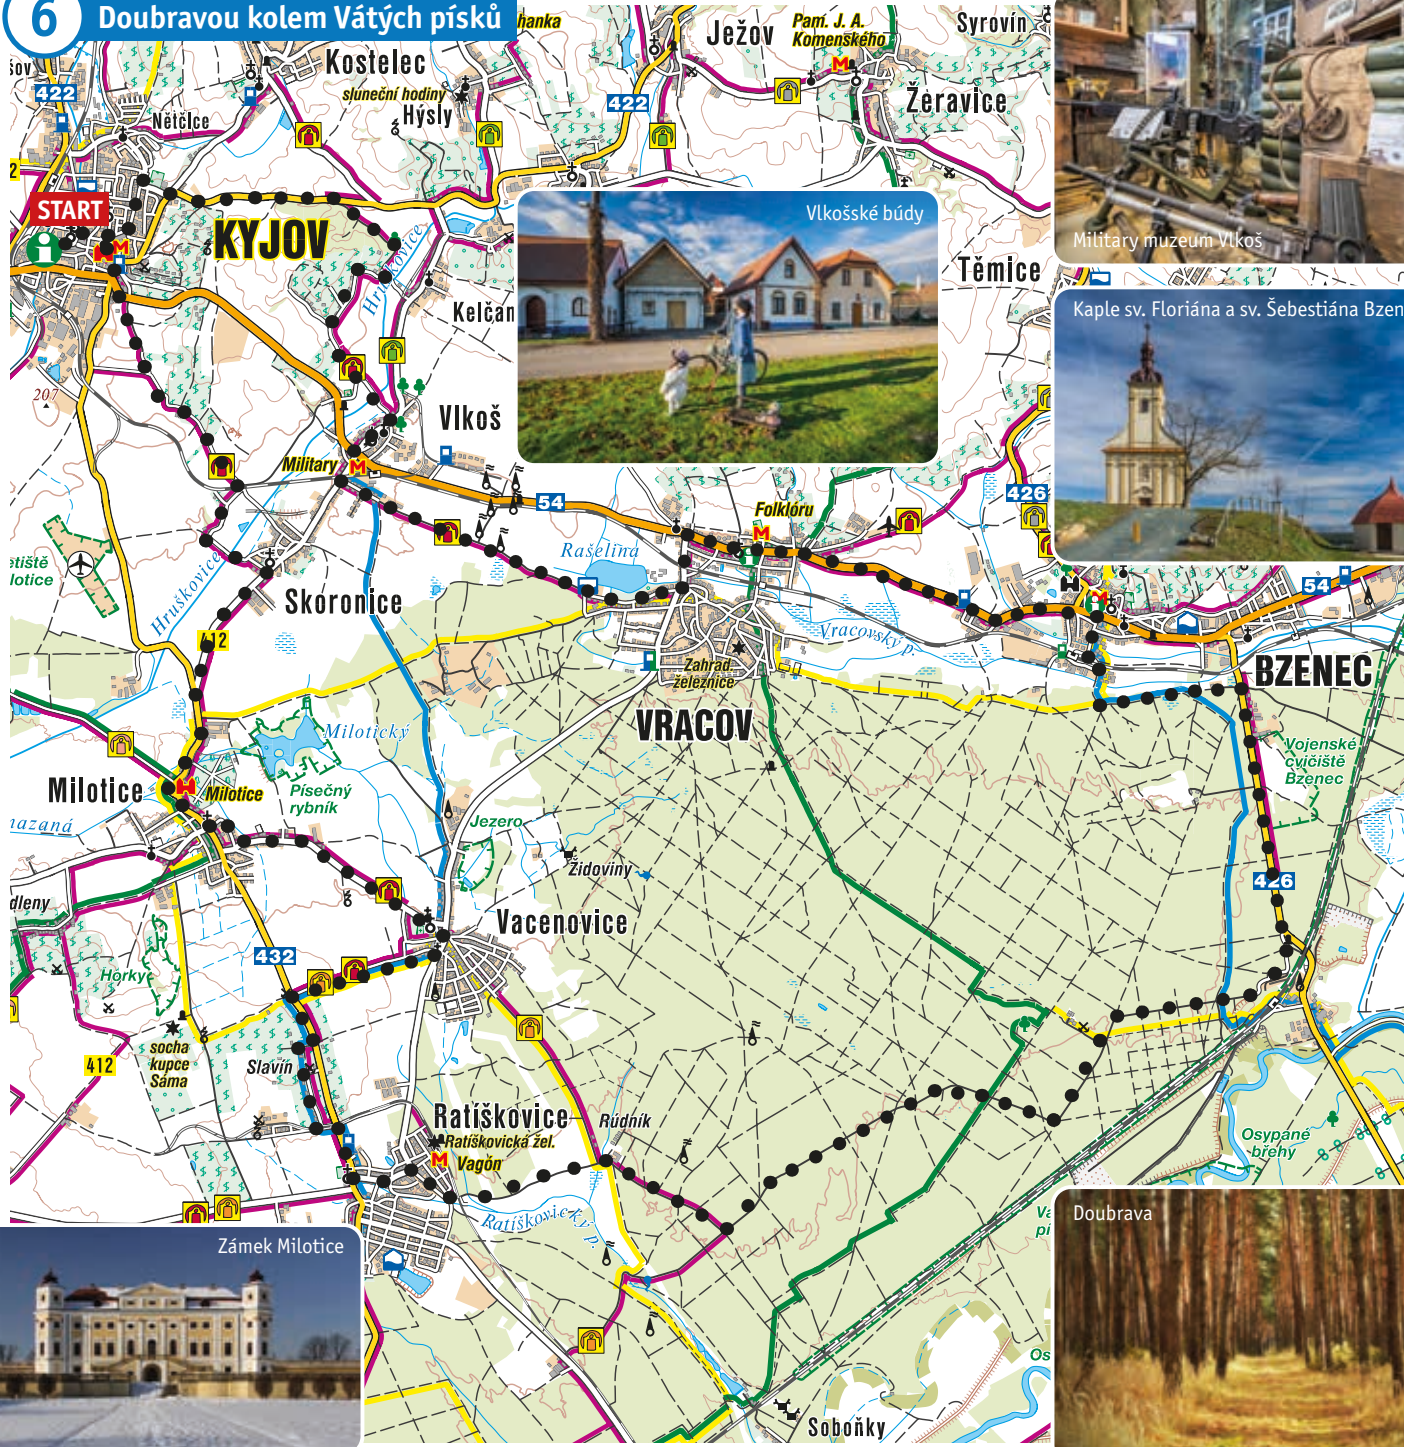 6
Doubravou kolem Vátých písků
422
Kostelec
sluneční hodiny
Hýsly
Nětčice
START
KYJOV
Hruškovice
Ježov
Pam. J. A.
Komenského
M
Syrovín
Žeravice
422
Military muzeum Vlkoš
Vlkošské búdy
Těmice
Kaple sv. Floriána a sv. Šebestiána Bzen
207
Vlkoš
Military
M
54
426
Folklóru
M
Rašelina
Skoronice
Hruškovice
412
Vracovský p.
54
Zahrad.
železnice
VRACOV
BZENEC
Milotický
Milotice
Milotice
Písečný
rybník
Jezero
Židoviny
Vojenské
cvičiště
Bzenec
426
Vacenovice
432
Horky
socha
kupce
Sáma
412
Slavín
Ratíškovice
Ratíškovická žel.
M
Vagón
Rúdník
Ratíškovický p.
Osypané
břehy
Zámek Milotice
Doubrava
Soboňky